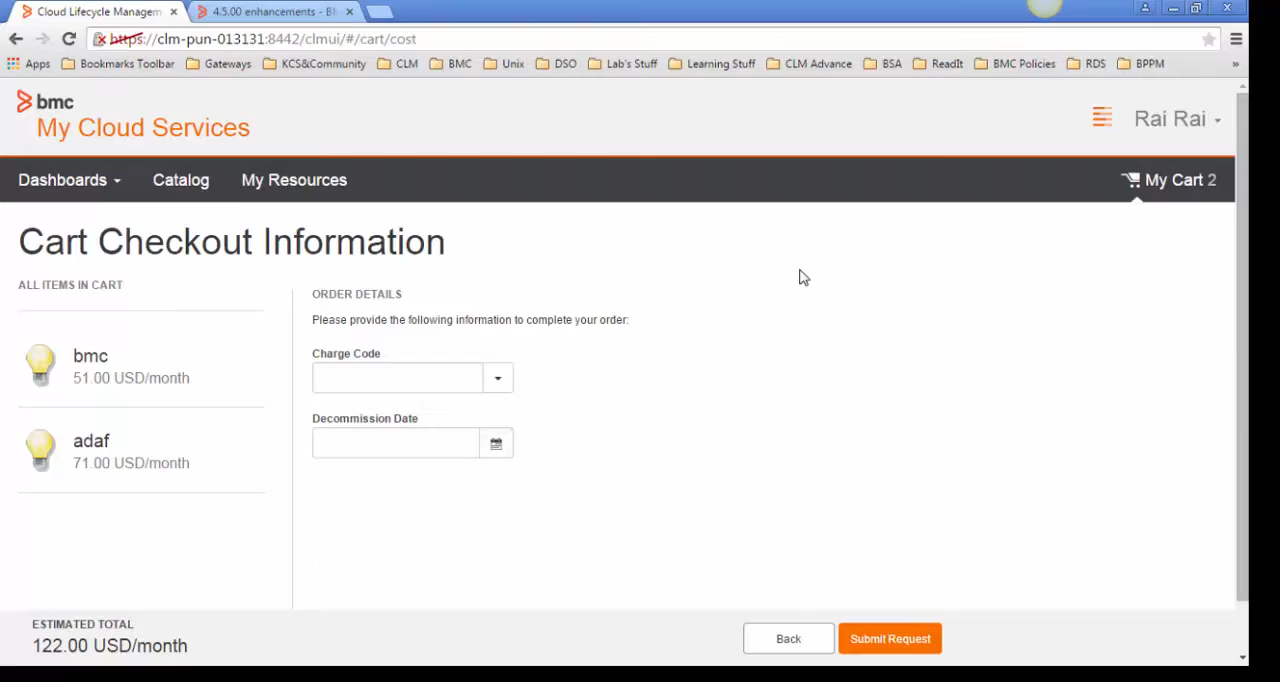 Cloud Lifecycle Managem
4.5.00 enhancements - B
https://clm-pun-013131:8442/clmui/#/cart/cost
Apps Bookmarks Toolbar Gateways KCS&Community CLM BMC Unix DSO Lab's Stuff Learning Stuff CLM Advance BSA ReadIt BMC Policies RDS BPPM »
bmc
My Cloud Services
Rai Rai
Dashboards Catalog My Resources My Cart 2
Cart Checkout Information
ALL ITEMS IN CART
bmc
51.00 USD/month
adaf
71.00 USD/month
ORDER DETAILS
Please provide the following information to complete your order:
Charge Code
Decommission Date
ESTIMATED TOTAL
122.00 USD/month
Back
Submit Request